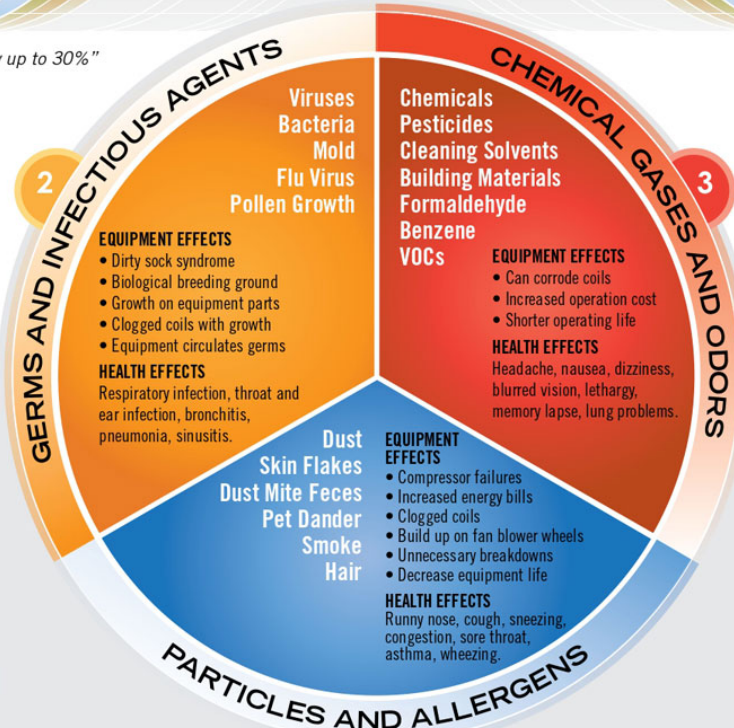 y up to 30%”
GERMS AND INFECTIOUS AGENTS
2
Viruses
Bacteria
Mold
Flu Virus
Pollen Growth
EQUIPMENT EFFECTS
• Dirty sock syndrome
• Biological breeding ground
• Growth on equipment parts
• Clogged coils with growth
• Equipment circulates germs
HEALTH EFFECTS
Respiratory infection, throat and
ear infection, bronchitis,
pneumonia, sinusitis.
CHEMICAL GASES AND ODORS
3
Chemicals
Pesticides
Cleaning Solvents
Building Materials
Formaldehyde
Benzene
VOCs
EQUIPMENT EFFECTS
• Can corrode coils
• Increased operation cost
• Shorter operating life
HEALTH EFFECTS
Headache, nausea, dizziness,
blurred vision, lethargy,
memory lapse, lung problems.
Dust
Skin Flakes
Dust Mite Feces
Pet Dander
Smoke
Hair
EQUIPMENT
EFFECTS
• Compressor failures
• Increased energy bills
• Clogged coils
• Build up on fan blower wheels
• Unnecessary breakdowns
• Decrease equipment life
HEALTH EFFECTS
Runny nose, cough, sneezing,
congestion, sore throat,
asthma, wheezing.
PARTICLES AND ALLERGENS